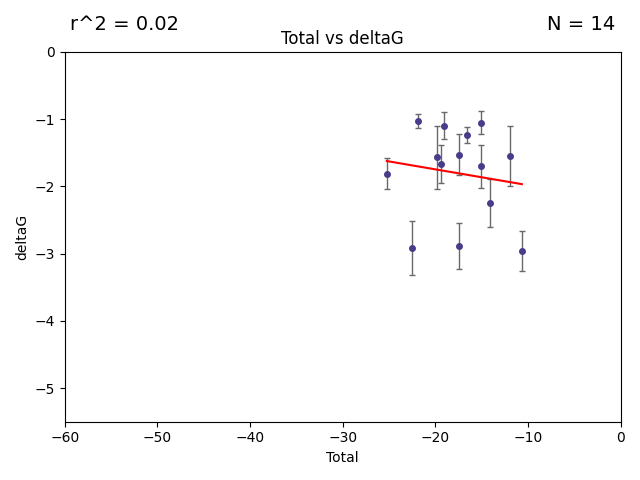 r^2 = 0.02
N = 14
Total vs deltaG
0
−1
−2
−3
−4
−5
deltaG
−60 −50 −40 −30 −20 −10 0
Total